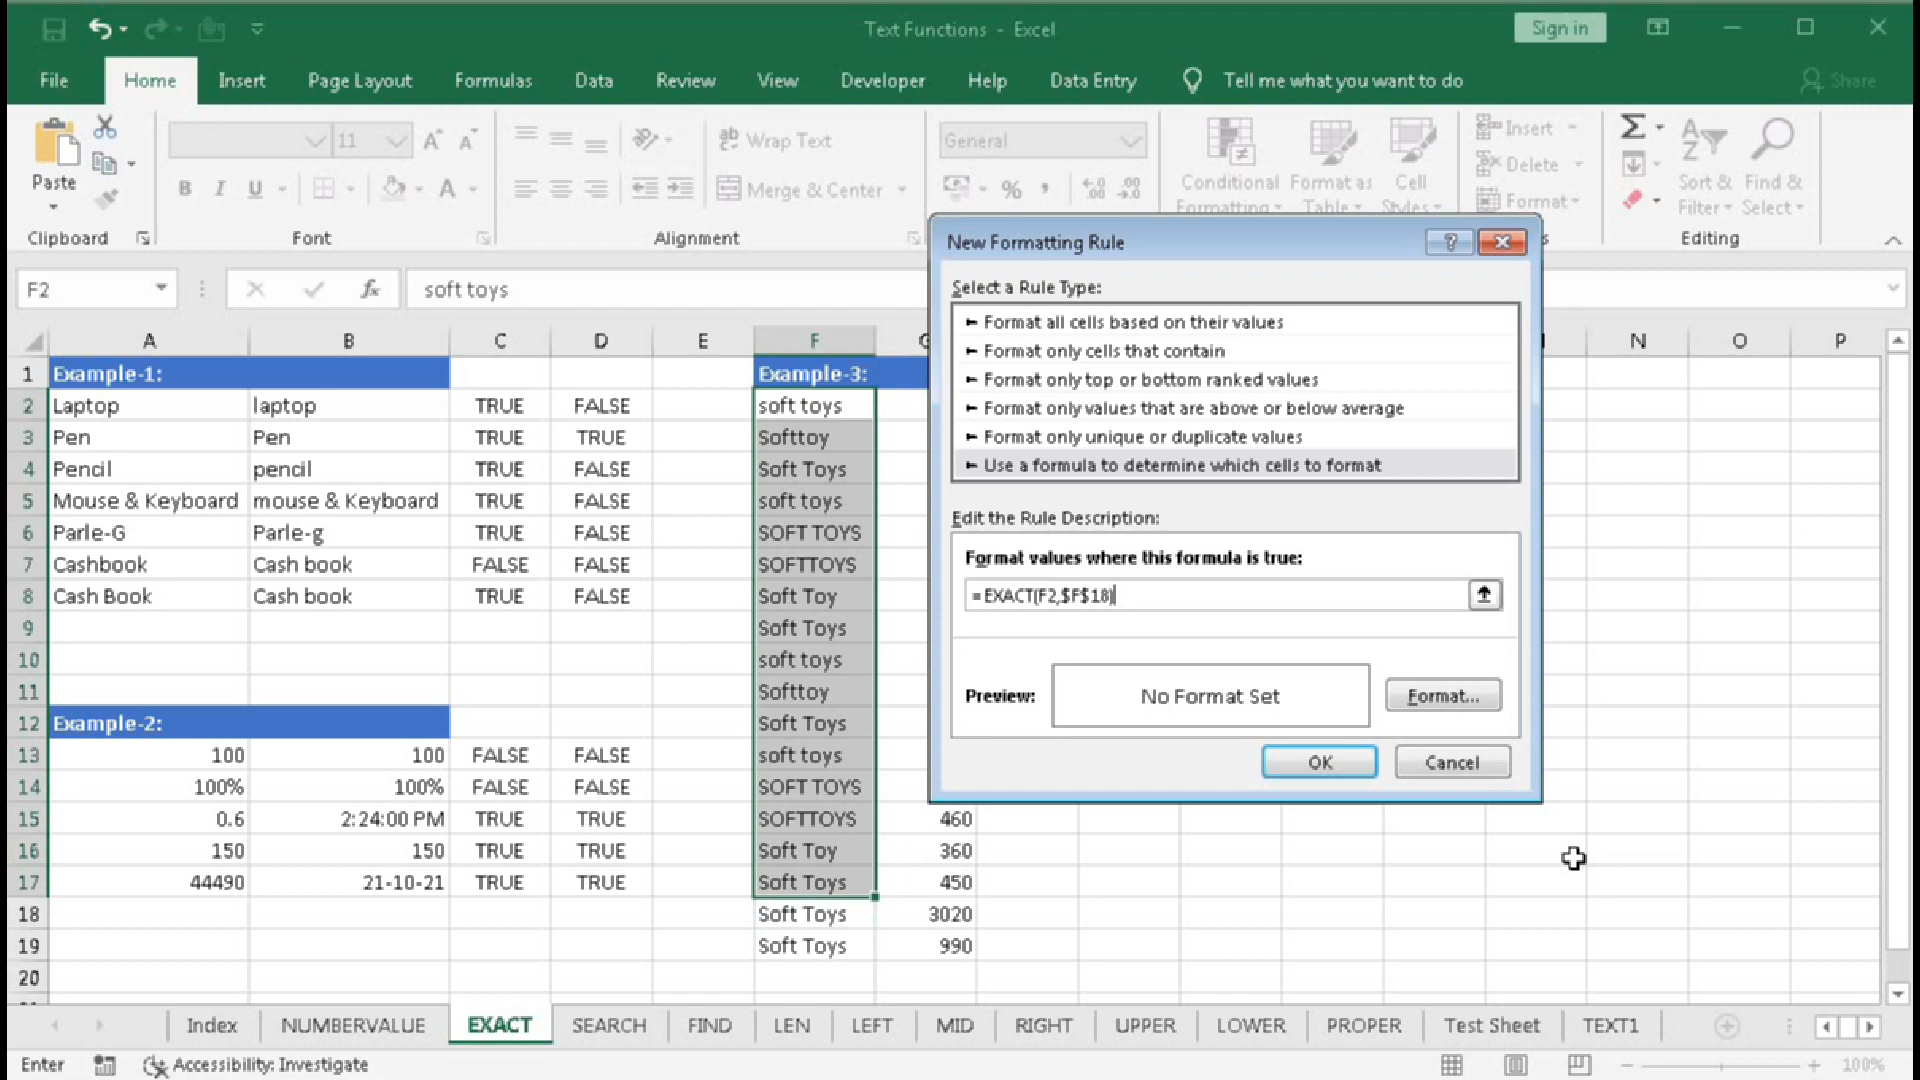 Text Functions - Excel
Sign in
File Home Insert Page Layout Formulas Data Review View Developer Help Data Entry Tell me what you want to do Share
Paste
Clipboard
11
B I U
Font
Wrap Text
Merge & Center
Alignment
General
Conditional Formatting
Format as Table
Cell Styles
Insert
Delete
Format
Sort & Filter
Find & Select
Editing
F2
fx
soft toys
A B C D E F G N O P
1 Example-1: Example-3:
2 Laptop laptop TRUE FALSE soft toys
3 Pen Pen TRUE TRUE Softtoy
4 Pencil pencil TRUE FALSE Soft Toys
5 Mouse & Keyboard mouse & Keyboard TRUE FALSE soft toys
6 Parle-G Parle-g TRUE FALSE SOFT TOYS
7 Cashbook Cash book FALSE FALSE SOFTTOYS
8 Cash Book Cash book TRUE FALSE Soft Toy
9 Soft Toys
10 soft toys
11 Softtoy
12 Example-2: Soft Toys
13 100 100 FALSE FALSE soft toys
14 100% 100% FALSE FALSE SOFT TOYS
15 0.6 2:24:00 PM TRUE TRUE SOFTTOYS 460
16 150 150 TRUE TRUE Soft Toy 360
17 44490 21-10-21 TRUE TRUE Soft Toys 450
18 Soft Toys 3020
19 Soft Toys 990
20
New Formatting Rule
Select a Rule Type:
Format all cells based on their values
Format only cells that contain
Format only top or bottom ranked values
Format only values that are above or below average
Format only unique or duplicate values
Use a formula to determine which cells to format
Edit the Rule Description:
Format values where this formula is true:
=EXACT(F2,$F$18)
Preview: No Format Set Format...
OK Cancel
Index NUMBERVALUE EXACT SEARCH FIND LEN LEFT MID RIGHT UPPER LOWER PROPER Test Sheet TEXT1
Enter Accessibility: Investigate 100%